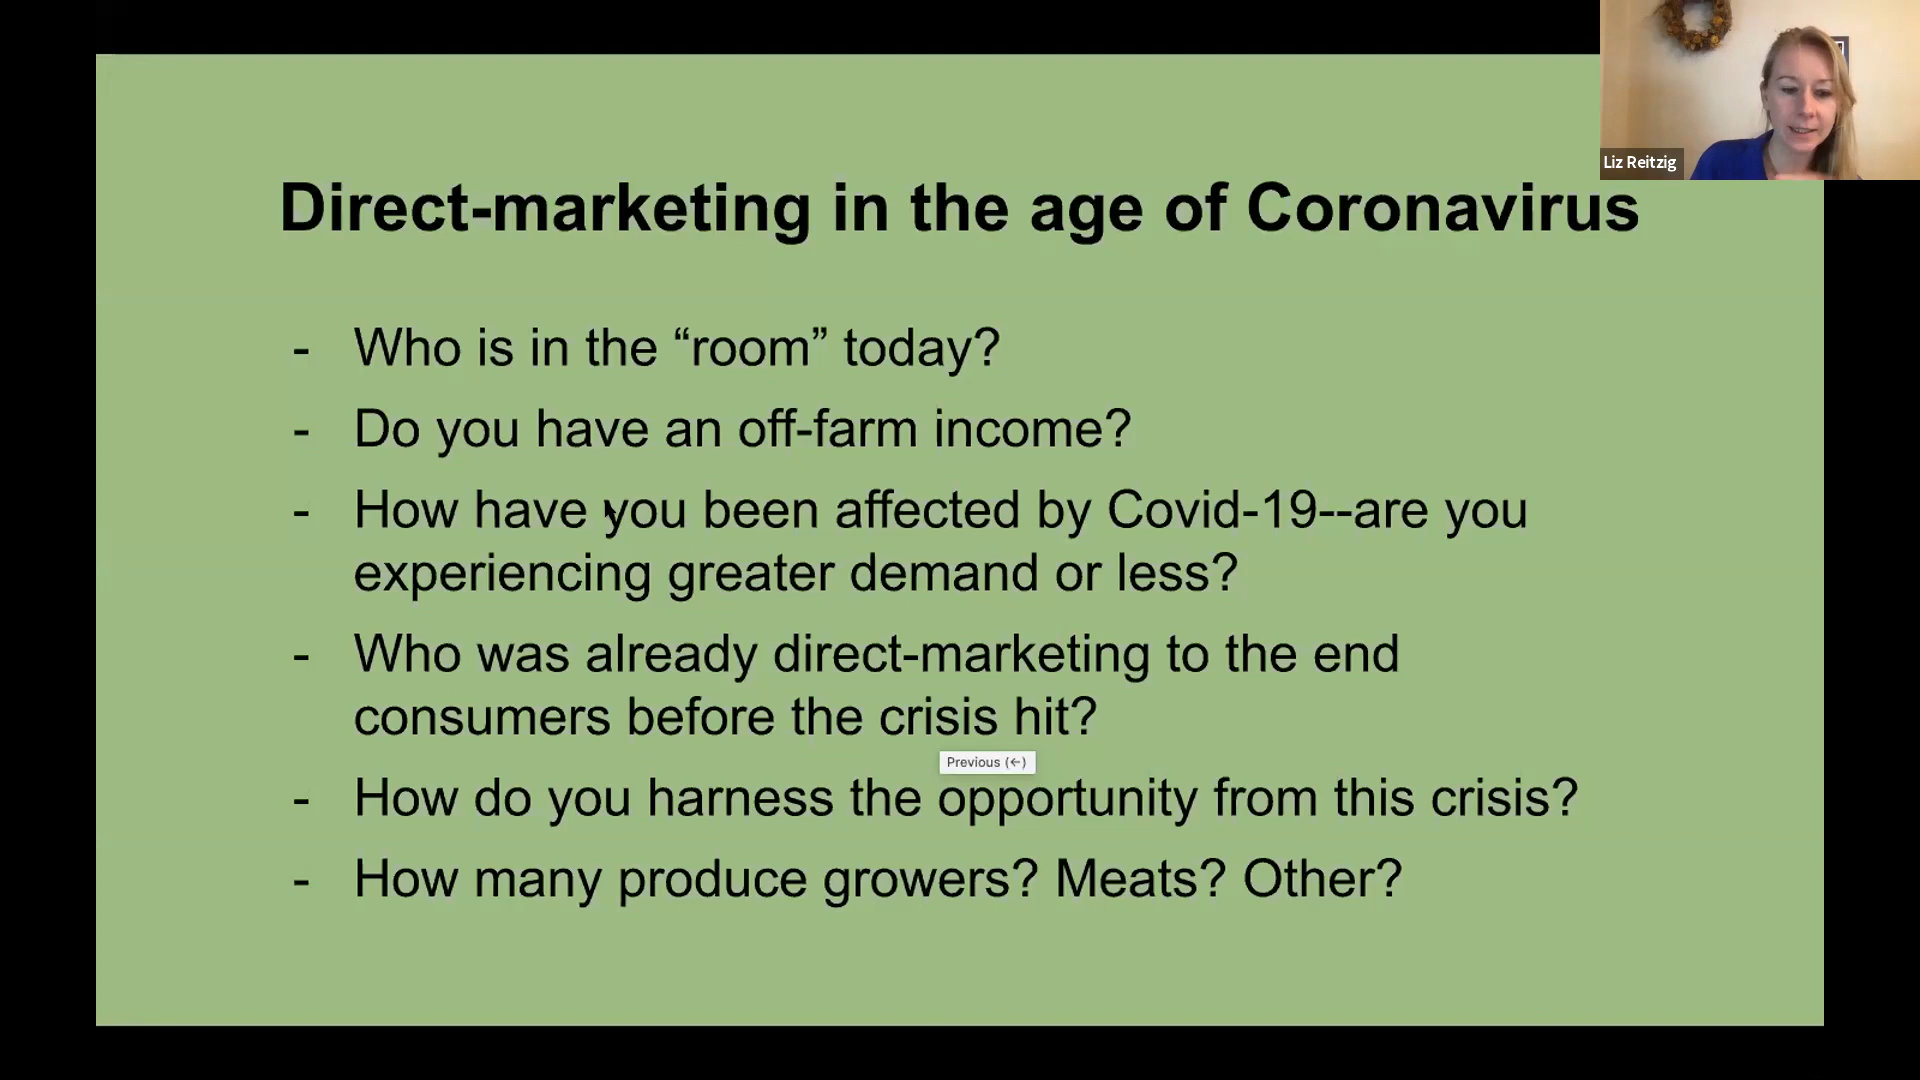 Liz Reitzig
Direct-marketing in the age of Coronavirus
- Who is in the “room” today?
- Do you have an off-farm income?
- How have you been affected by Covid-19--are you
experiencing greater demand or less?
- Who was already direct-marketing to the end
consumers before the crisis hit?
Previous (←)
- How do you harness the opportunity from this crisis?
- How many produce growers? Meats? Other?